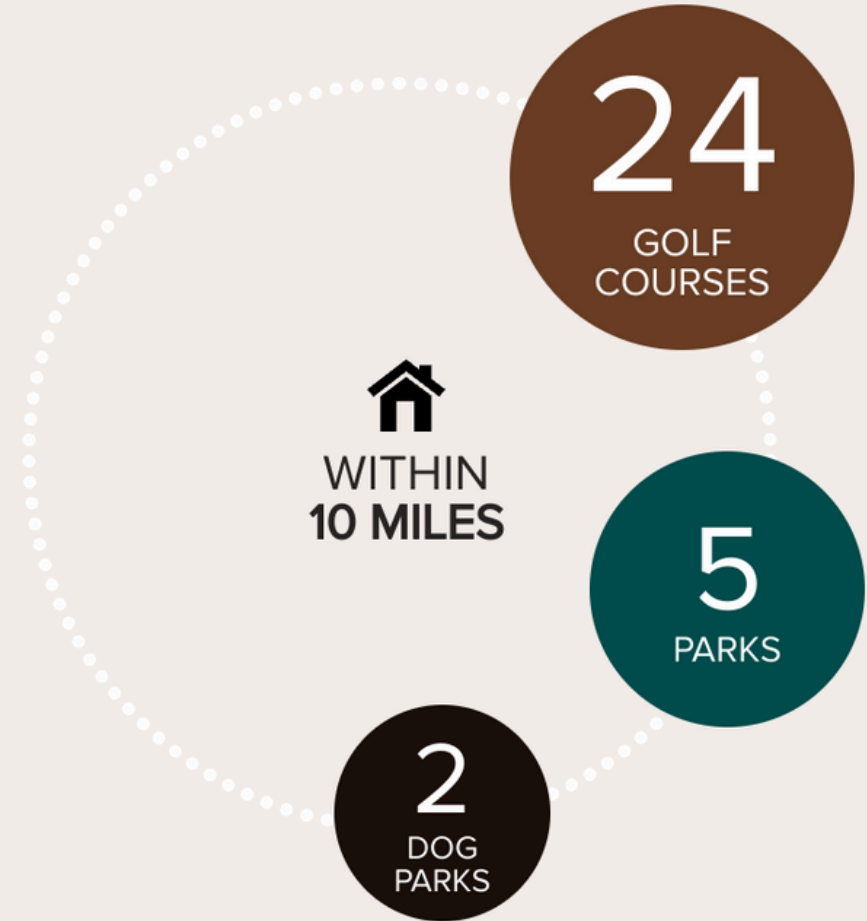 24
GOLF
COURSES
WITHIN
10 MILES
5
PARKS
2
DOG
PARKS